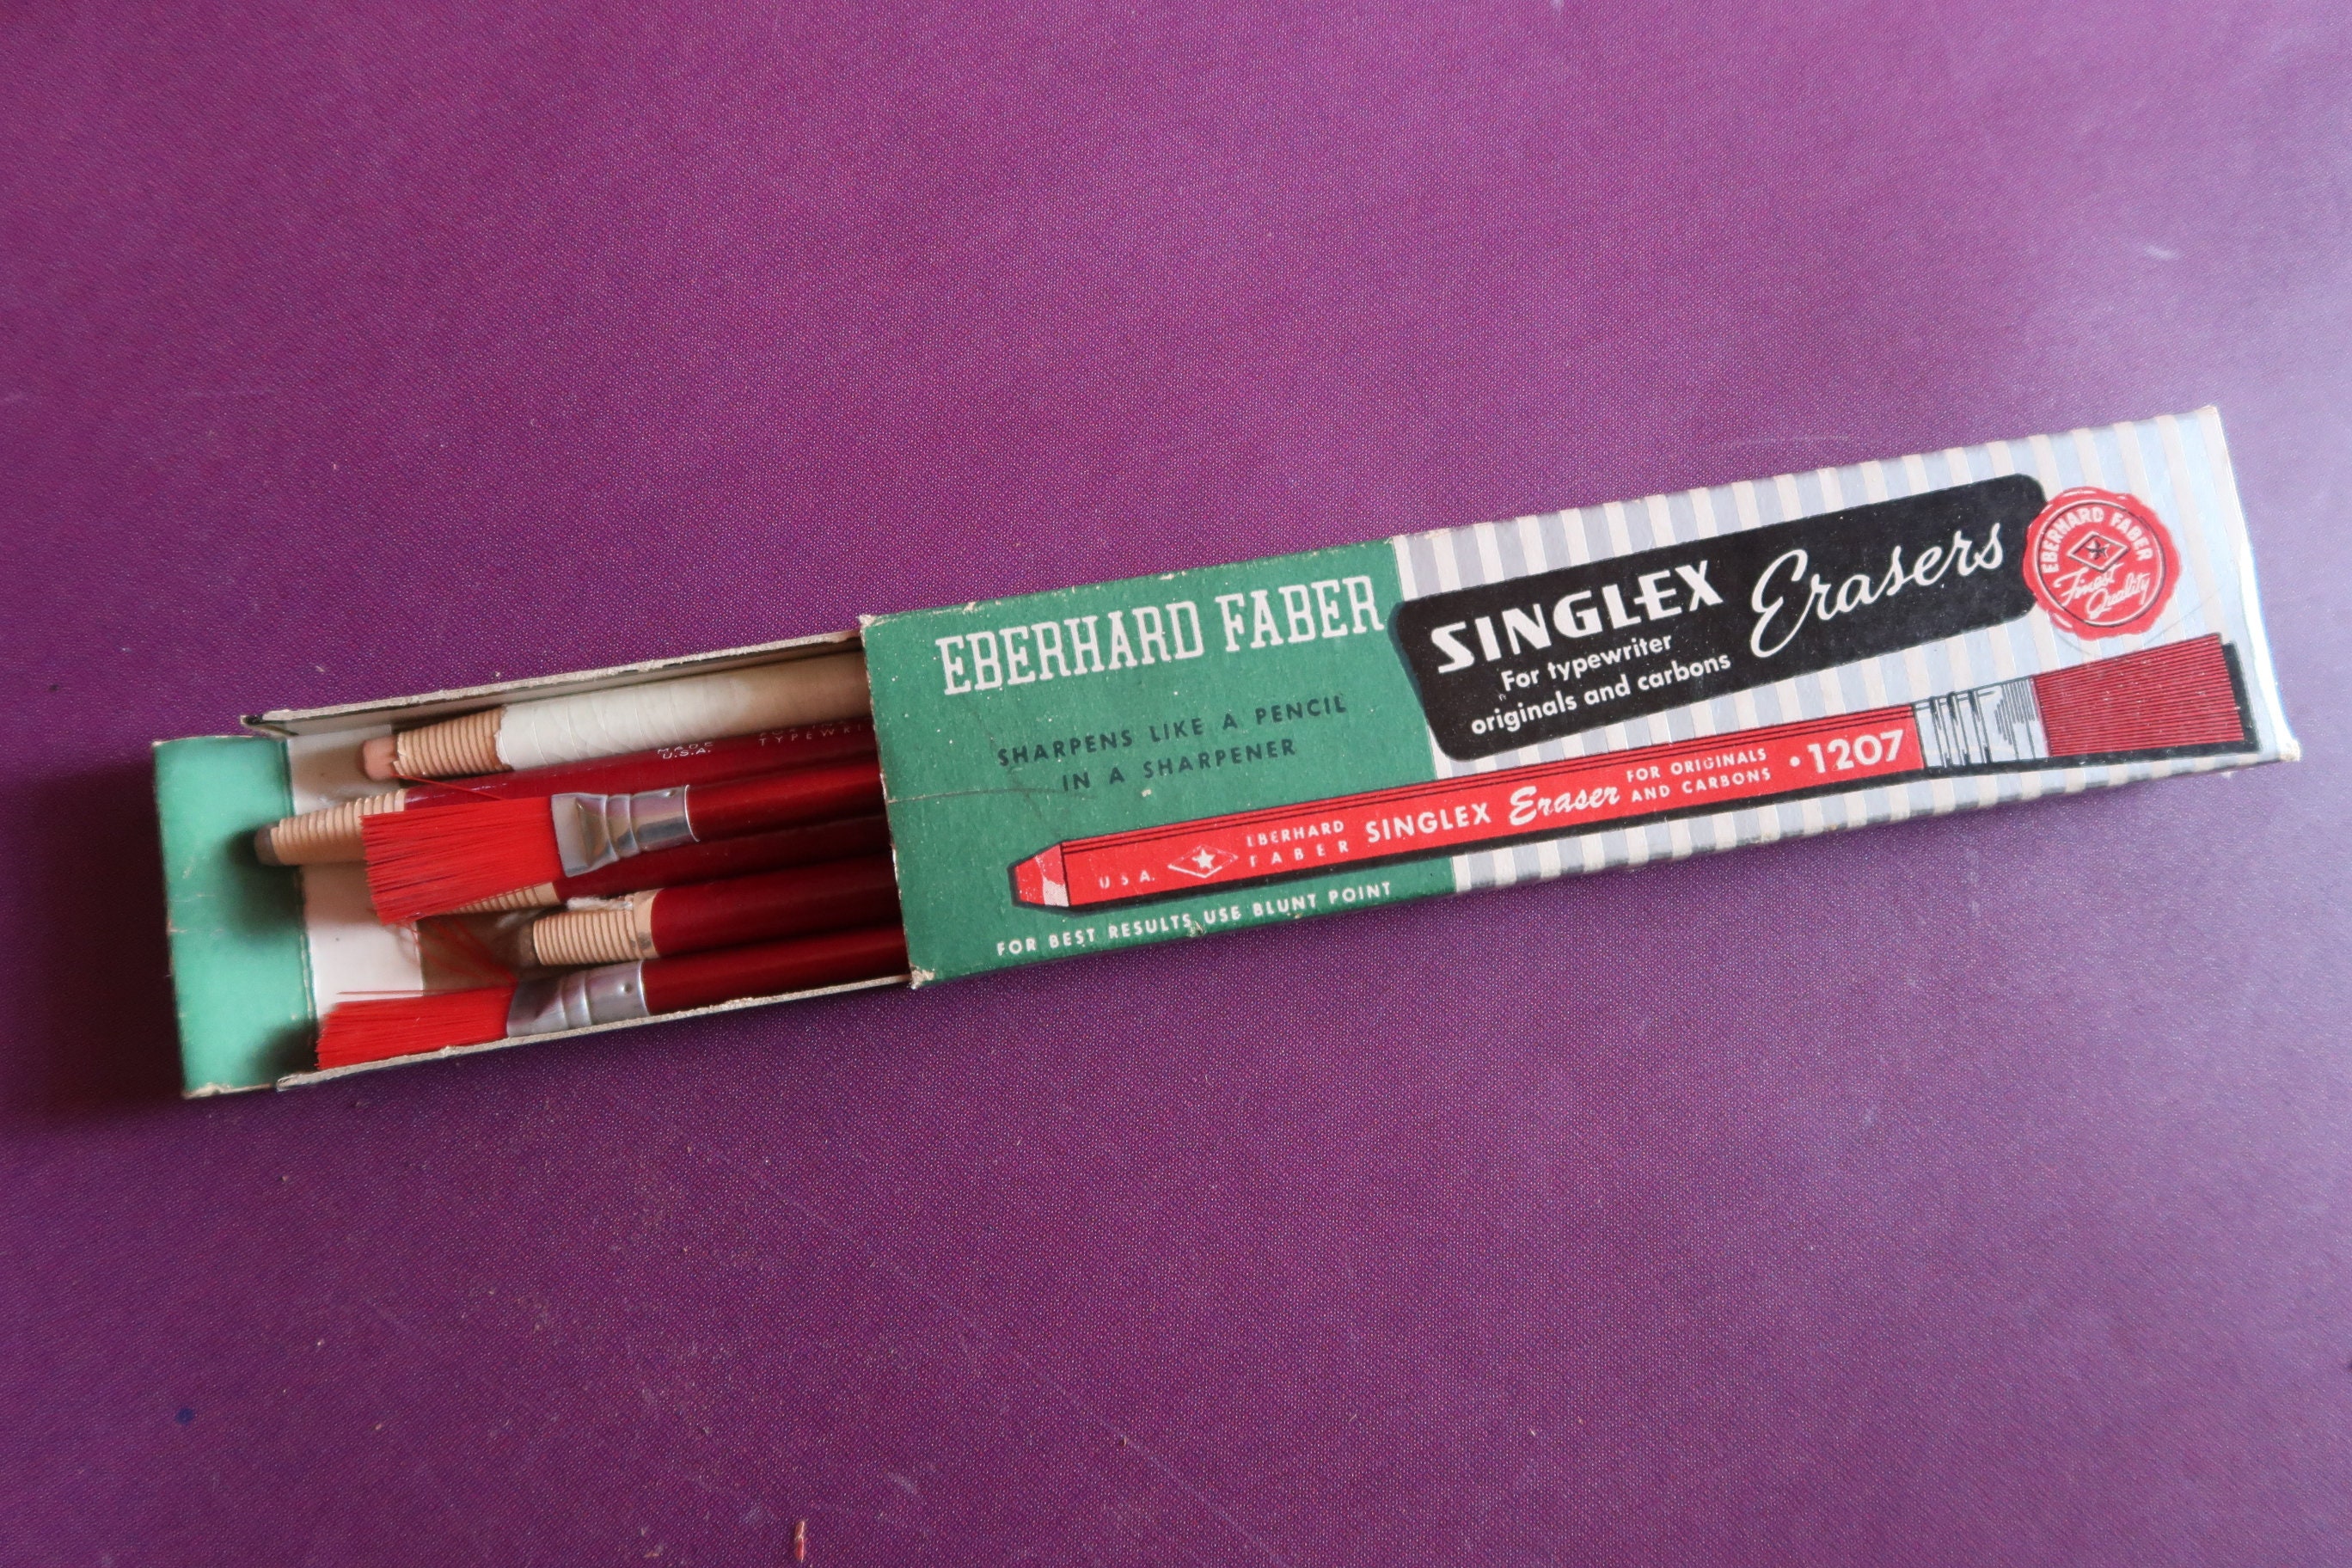 EBERHARD FABER
SHARPENS LIKE A PENCIL
IN A SHARPENER
SINGLEX Erasers
For typewriter
originals and carbons
EBERHARD FABER
Finest
Quality
U S A. EBERHARD
FABER SINGLEX Eraser FOR ORIGINALS
AND CARBONS • 1207
FOR BEST RESULTS USE BLUNT POINT
MADE
U.S.A.